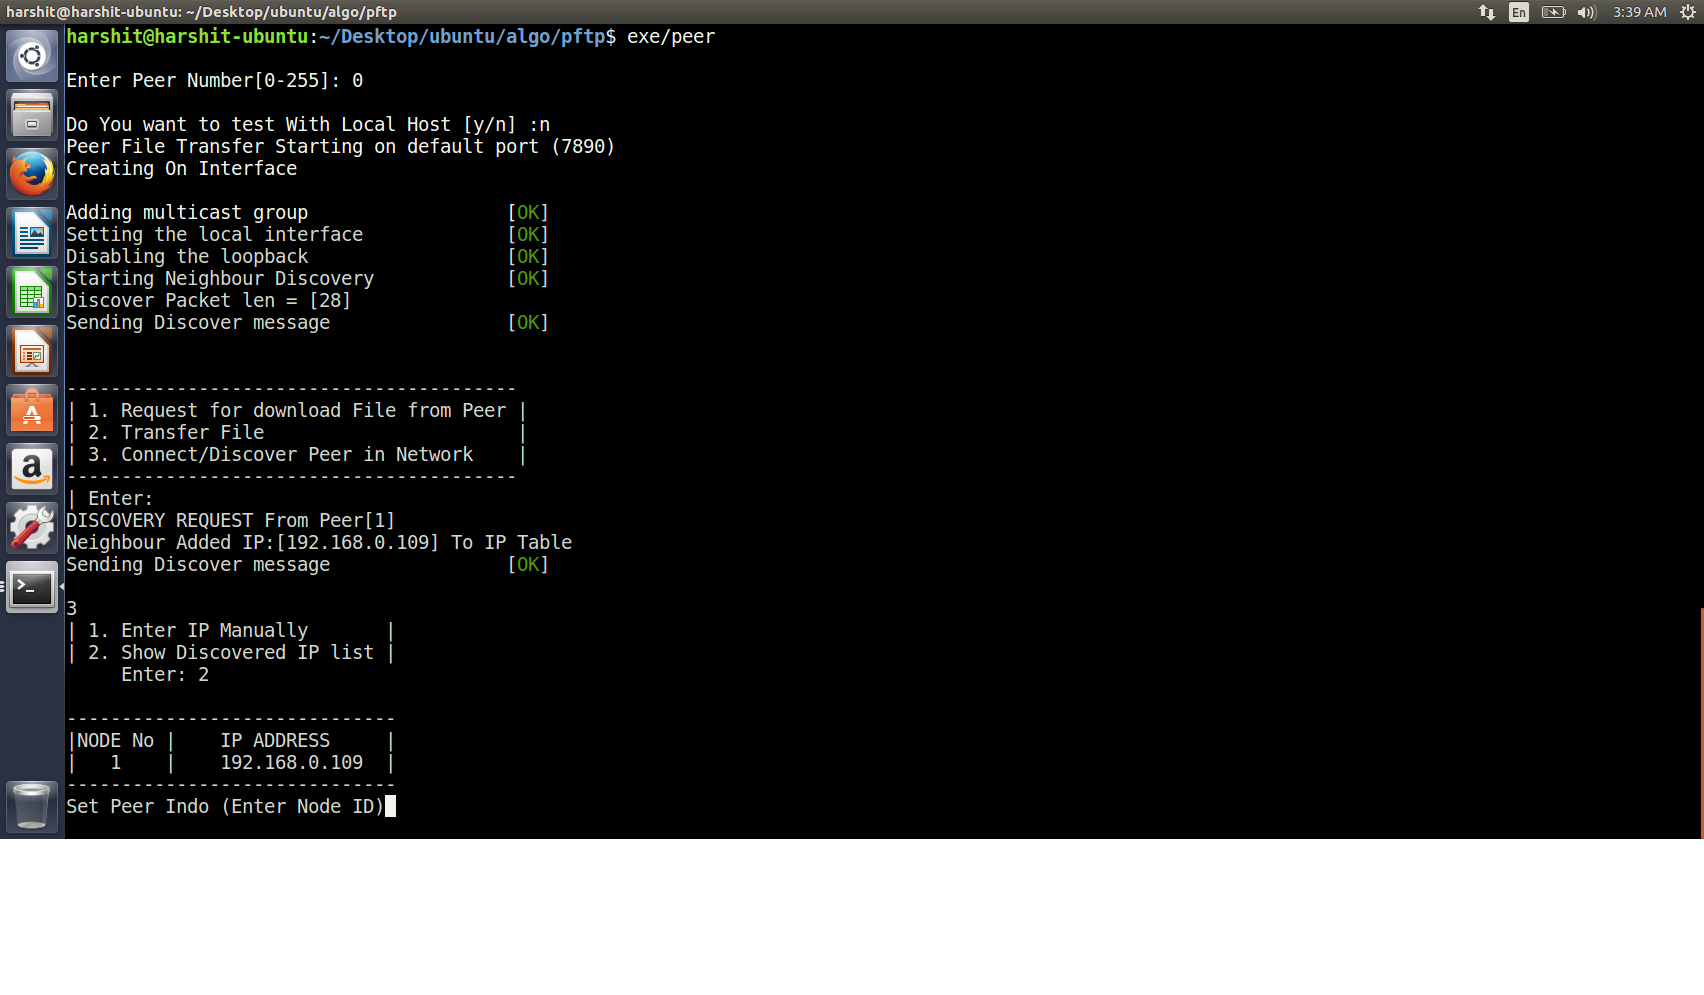 harshit@harshit-ubuntu: ~/Desktop/ubuntu/algo/pftp
En
3:39 AM
harshit@harshit-ubuntu:~/Desktop/ubuntu/algo/pftp$ exe/peer
Enter Peer Number[0-255]: 0
Do You want to test With Local Host [y/n] :n
Peer File Transfer Starting on default port (7890)
Creating On Interface
Adding multicast group                  [OK]
Setting the local interface             [OK]
Disabling the loopback                  [OK]
Starting Neighbour Discovery            [OK]
Discover Packet len = [28]
Sending Discover message                [OK]
-----------------------------------------
| 1. Request for download File from Peer |
| 2. Transfer File                       |
| 3. Connect/Discover Peer in Network    |
-----------------------------------------
| Enter:
DISCOVERY REQUEST From Peer[1]
Neighbour Added IP:[192.168.0.109] To IP Table
Sending Discover message                [OK]
3
| 1. Enter IP Manually       |
| 2. Show Discovered IP list |
     Enter: 2
------------------------------
|NODE No |    IP ADDRESS     |
|   1    |    192.168.0.109  |
------------------------------
Set Peer Indo (Enter Node ID)